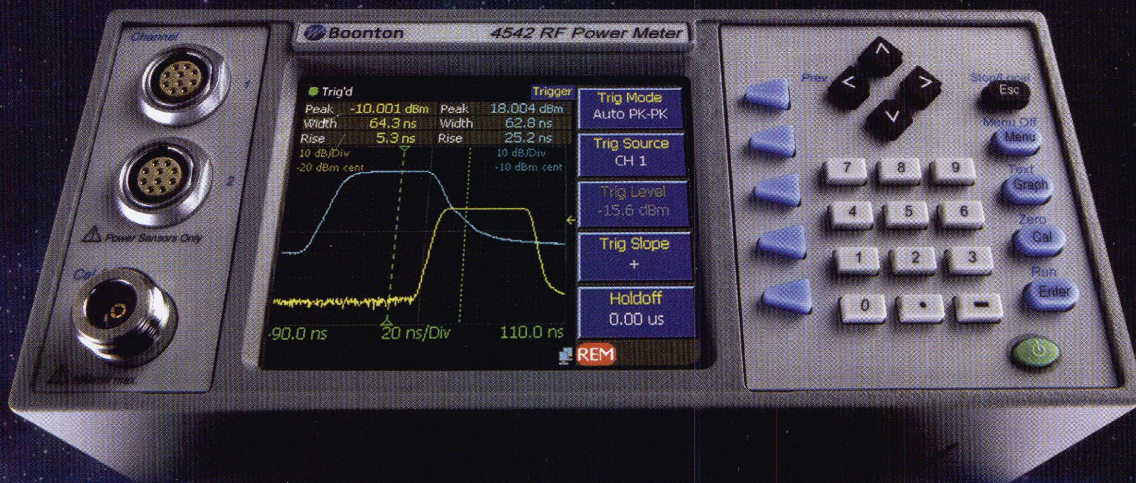 Boonton
4542 RF Power Meter
Channel
1
2
Power Sensors Only
Trig'd
Trigger
Peak -10.001 dBm Peak 18.004 dBm
Width 64.3 ns Width 62.8 ns
Rise 5.3 ns Rise 25.2 ns
10 dB/Div 10 dB/Div
-20 dBm cent -10 dBm cent
-90.0 ns 20 ns/Div 110.0 ns
REM
Trig Mode
Auto PK-PK
Trig Source
CH 1
Trig Level
-15.6 dBm
Trig Slope
+
Holdoff
0.00 us
Prev
< ^ > v
7 8 9
4 5 6
1 2 3
0 . -
Esc
Menu Off
Menu
Text
Graph
Zero
Cal
Run
Enter